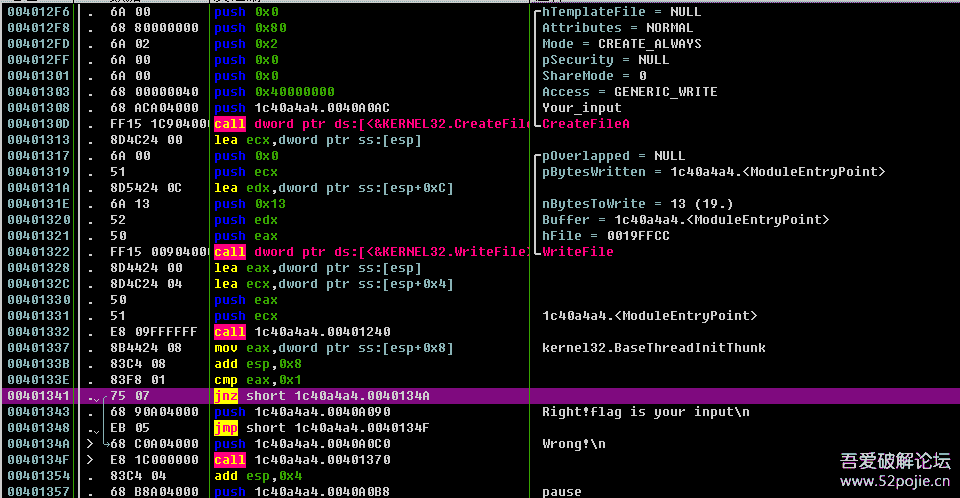 004012F6 . 6A 00 push 0x0 hTemplateFile = NULL
004012F8 . 68 80000000 push 0x80 Attributes = NORMAL
004012FD . 6A 02 push 0x2 Mode = CREATE_ALWAYS
004012FF . 6A 00 push 0x0 pSecurity = NULL
00401301 . 6A 00 push 0x0 ShareMode = 0
00401303 . 68 00000040 push 0x40000000 Access = GENERIC_WRITE
00401308 . 68 ACA04000 push 1c40a4a4.0040A0AC Your_input
0040130D . FF15 1C90400 call dword ptr ds:[<&KERNEL32.CreateFile CreateFileA
00401313 . 8D4C24 00 lea ecx,dword ptr ss:[esp]
00401317 . 6A 00 push 0x0 pOverlapped = NULL
00401319 . 51 push ecx pBytesWritten = 1c40a4a4.<ModuleEntryPoint>
0040131A . 8D5424 0C lea edx,dword ptr ss:[esp+0xC]
0040131E . 6A 13 push 0x13 nBytesToWrite = 13 (19.)
00401320 . 52 push edx Buffer = 1c40a4a4.<ModuleEntryPoint>
00401321 . 50 push eax hFile = 0019FFCC
00401322 . FF15 0090400 call dword ptr ds:[<&KERNEL32.WriteFile> WriteFile
00401328 . 8D4424 00 lea eax,dword ptr ss:[esp]
0040132C . 8D4C24 04 lea ecx,dword ptr ss:[esp+0x4]
00401330 . 50 push eax
00401331 . 51 push ecx 1c40a4a4.<ModuleEntryPoint>
00401332 . E8 09FFFFFF call 1c40a4a4.00401240
00401337 . 8B4424 08 mov eax,dword ptr ss:[esp+0x8] kernel32.BaseThreadInitThunk
0040133B . 83C4 08 add esp,0x8
0040133E . 83F8 01 cmp eax,0x1
00401341 . 75 07 jnz short 1c40a4a4.0040134A
00401343 . 68 90A04000 push 1c40a4a4.0040A090 Right!flag is your input\n
00401348 . EB 05 jmp short 1c40a4a4.0040134F
0040134A > 68 C0A04000 push 1c40a4a4.0040A0C0 Wrong!\n
0040134F > E8 1C000000 call 1c40a4a4.00401370
00401354 . 83C4 04 add esp,0x4
00401357 . 68 B8A04000 push 1c40a4a4.0040A0B8 pause
吾爱破解论坛
www.52pojie.cn